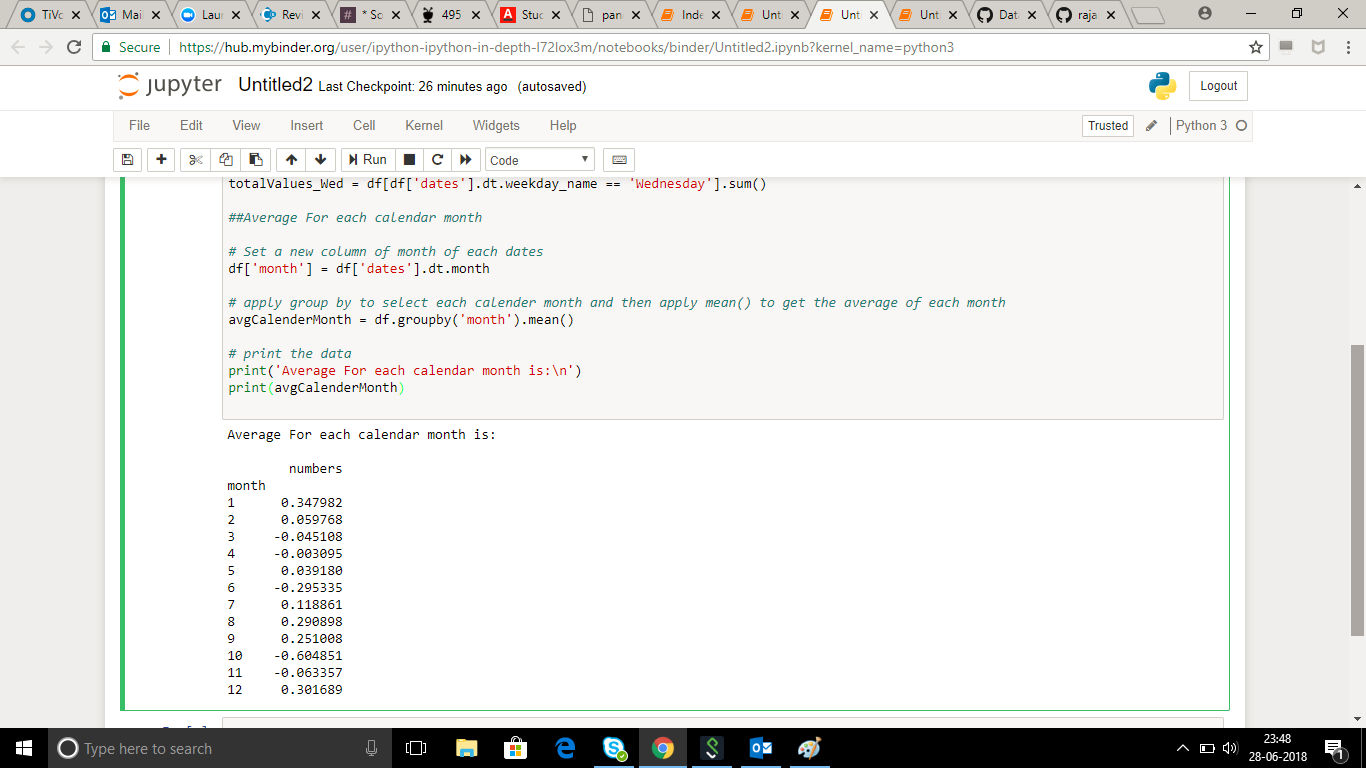 TiVo
Mail
Laur
Revi
* Sc
495
Stuc
pan
Inde
Unt
Unt
Unt
Dat
raja
Secure
https://hub.mybinder.org/user/ipython-ipython-in-depth-l72lox3m/notebooks/binder/Untitled2.ipynb?kernel_name=python3
jupyter Untitled2 Last Checkpoint: 26 minutes ago (autosaved)
Logout
File Edit View Insert Cell Kernel Widgets Help
Trusted
Python 3
Run
Code
totalValues_Wed = df[df['dates'].dt.weekday_name == 'Wednesday'].sum()
##Average For each calendar month
# Set a new column of month of each dates
df['month'] = df['dates'].dt.month
# apply group by to select each calender month and then apply mean() to get the average of each month
avgCalenderMonth = df.groupby('month').mean()
# print the data
print('Average For each calendar month is:\n')
print(avgCalenderMonth)
Average For each calendar month is:
numbers
month
1 0.347982
2 0.059768
3 -0.045108
4 -0.003095
5 0.039180
6 -0.295335
7 0.118861
8 0.290898
9 0.251008
10 -0.604851
11 -0.063357
12 0.301689
Type here to search
23:48
28-06-2018
1